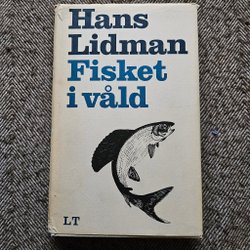 Hans
Lidman
Fisket
i våld
LT